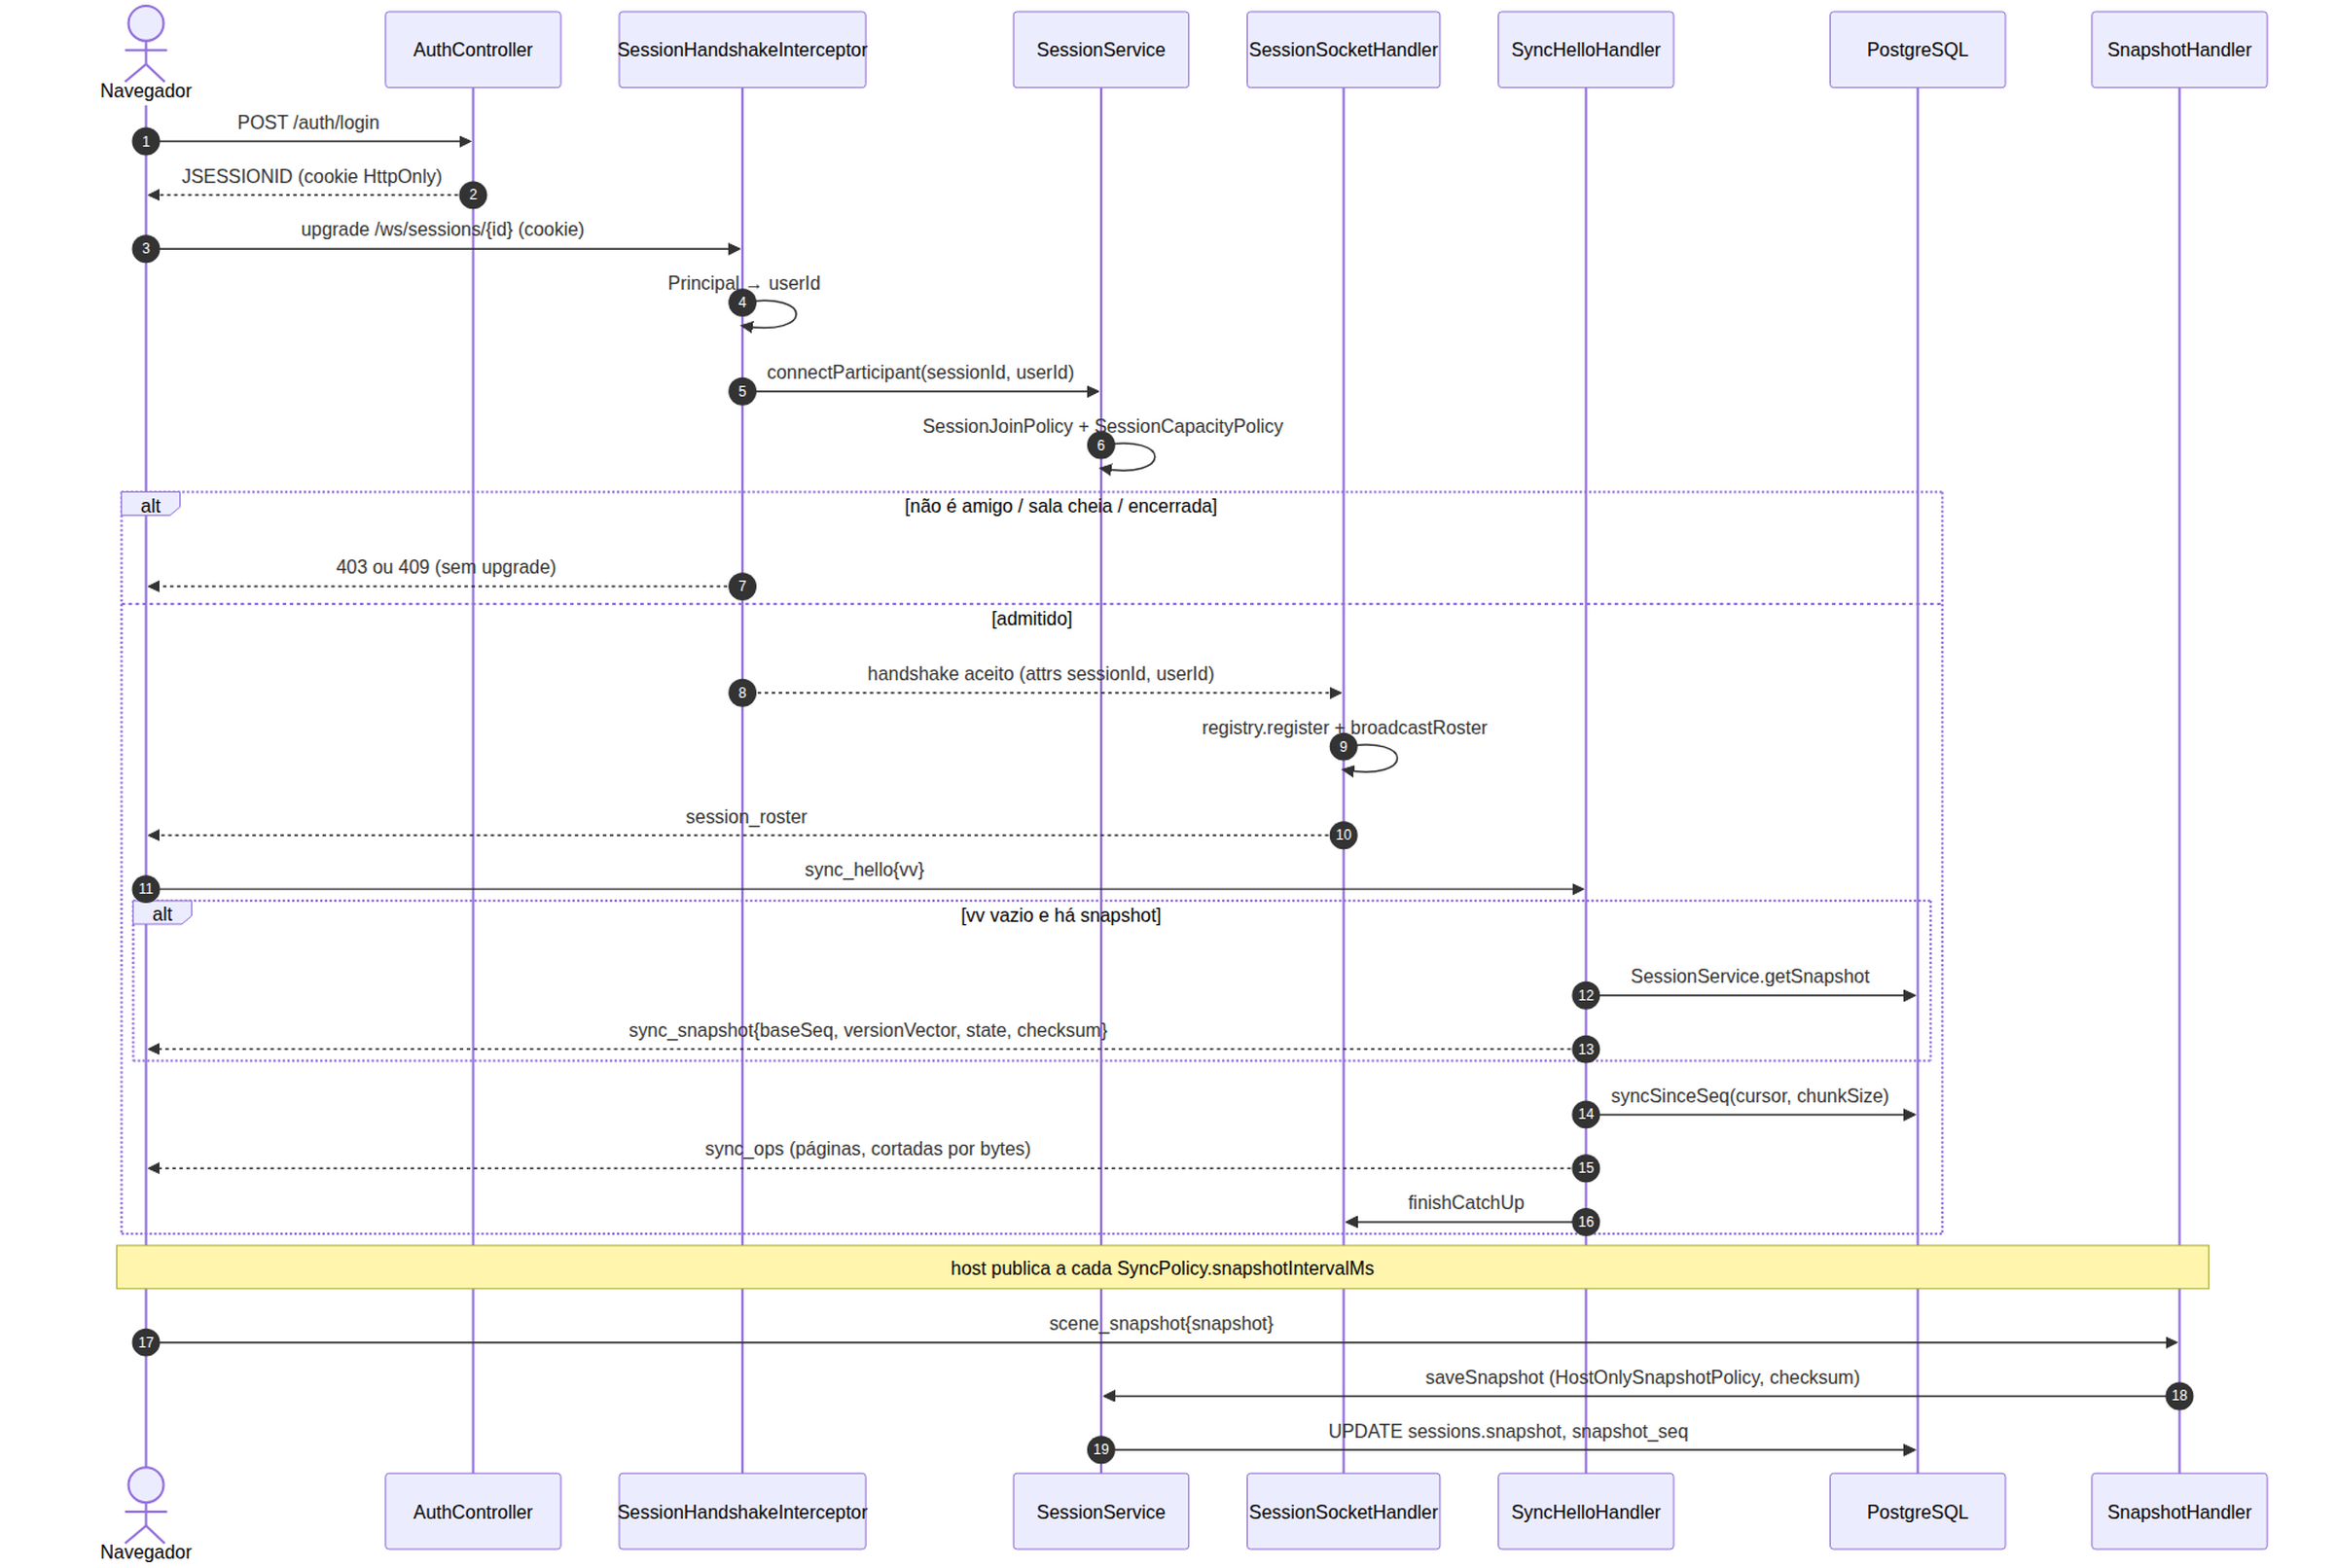 Navegador
AuthController
SessionHandshakeInterceptor
SessionService
SessionSocketHandler
SyncHelloHandler
PostgreSQL
SnapshotHandler
POST /auth/login
1
JSESSIONID (cookie HttpOnly)
2
upgrade /ws/sessions/{id} (cookie)
3
Principal → userId
4
connectParticipant(sessionId, userId)
5
SessionJoinPolicy + SessionCapacityPolicy
6
alt
[não é amigo / sala cheia / encerrada]
403 ou 409 (sem upgrade)
7
[admitido]
handshake aceito (attrs sessionId, userId)
8
registry.register + broadcastRoster
9
session_roster
10
sync_hello{vv}
11
alt
[vv vazio e há snapshot]
SessionService.getSnapshot
12
sync_snapshot{baseSeq, versionVector, state, checksum}
13
syncSinceSeq(cursor, chunkSize)
14
sync_ops (páginas, cortadas por bytes)
15
finishCatchUp
16
host publica a cada SyncPolicy.snapshotIntervalMs
scene_snapshot{snapshot}
17
saveSnapshot (HostOnlySnapshotPolicy, checksum)
18
UPDATE sessions.snapshot, snapshot_seq
19
Navegador
AuthController
SessionHandshakeInterceptor
SessionService
SessionSocketHandler
SyncHelloHandler
PostgreSQL
SnapshotHandler